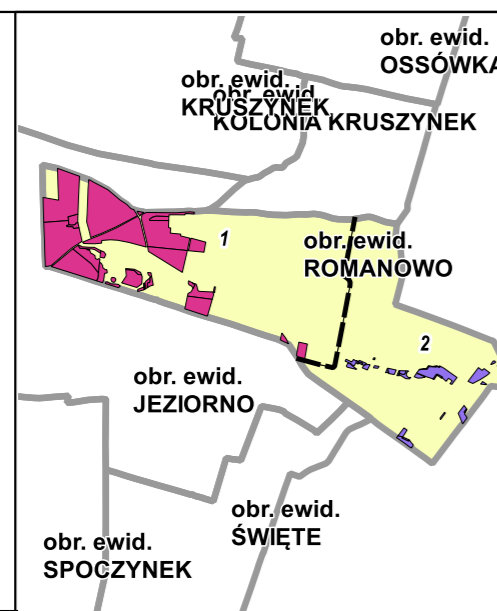 obr. ewid.
OSSÓWKA
obr. ewid.
KRUSZYNEK
obr. ewid.
KOLONIA KRUSZYNEK
1
obr. ewid.
ROMANOWO
2
obr. ewid.
JEZIORNO
obr. ewid.
ŚWIĘTE
obr. ewid.
SPOCZYNEK